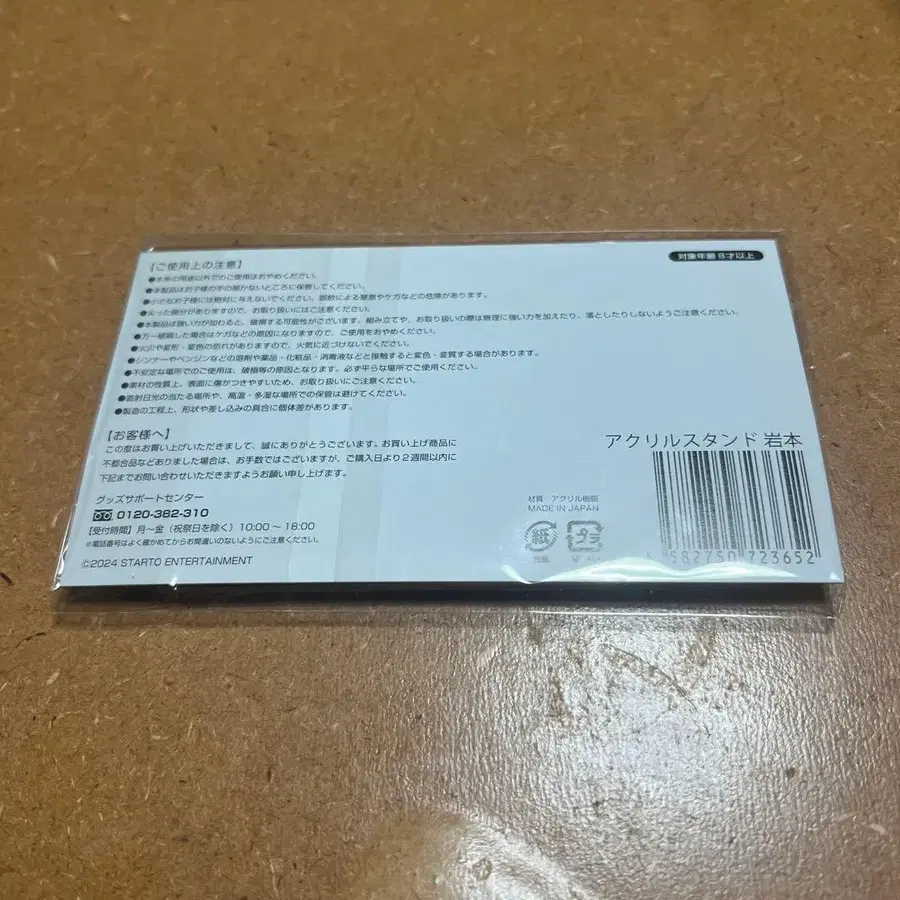 【ご使用上の注意】
対象年齢 8才以上
●本来の用途以外でのご使用はおやめください。
●本製品はお子様の手の届かないところに保管してください。
●小さなお子様には絶対に与えないでください。誤飲による窒息やケガなどの危険があります。
●尖った部分がありますので、お取り扱いにはご注意ください。
●本製品は強い力が加わると、破損する可能性がございます。組み立てや、お取り扱いの際は無理に強い力を加えたり、落としたりしないようご注意ください。
●万一破損した場合はケガなどの原因になりますので、ご使用をおやめください。
●火災や変形・変色の恐れがありますので、火気に近づけないでください。
●シンナーやベンジンなどの溶剤や薬品・化粧品・消毒液などと接触すると変色・変質する場合があります。
●不安定な場所でのご使用は、破損等の原因となります。必ず平らな場所でご使用ください。
●素材の性質上、表面に傷がつきやすいため、お取り扱いにご注意ください。
●直射日光の当たる場所や、高温・多湿な場所での保管は避けてください。
●製造の工程上、形状や差し込みの具合に個体差があります。
【お客様へ】
この度はお買い上げいただきまして、誠にありがとうございます。お買い上げ商品に
不都合品などありました場合は、お手数ではございますが、ご購入日より2週間以内に
下記までお問い合わせいただきますようお願い申し上げます。
グッズサポートセンター
0120-382-310
【受付時間】月～金（祝祭日を除く）10:00～18:00
※電話番号はよく確かめてからお間違いのないようにご注意ください。
©2024 STARTO ENTERTAINMENT
アクリルスタンド 岩本
材質：アクリル樹脂
MADE IN JAPAN
紙
プラ
582750 723652